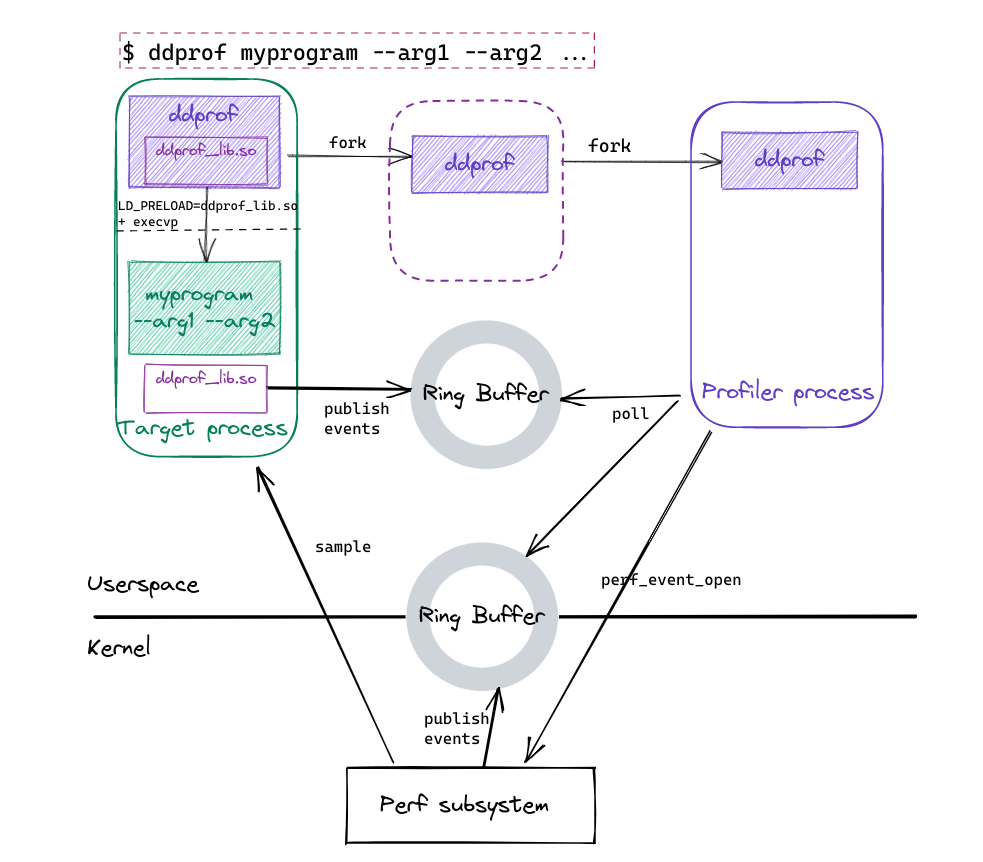 $ ddprof myprogram --arg1 --arg2 ...
ddprof
ddprof_lib.so
fork
ddprof
fork
ddprof
LD_PRELOAD=ddprof_lib.so
+ execvp
myprogram
--arg1 --arg2
ddprof_lib.so
publish
events
Target process
Ring Buffer
poll
Profiler process
sample
perf_event_open
Userspace
Ring Buffer
Kernel
publish
events
Perf subsystem